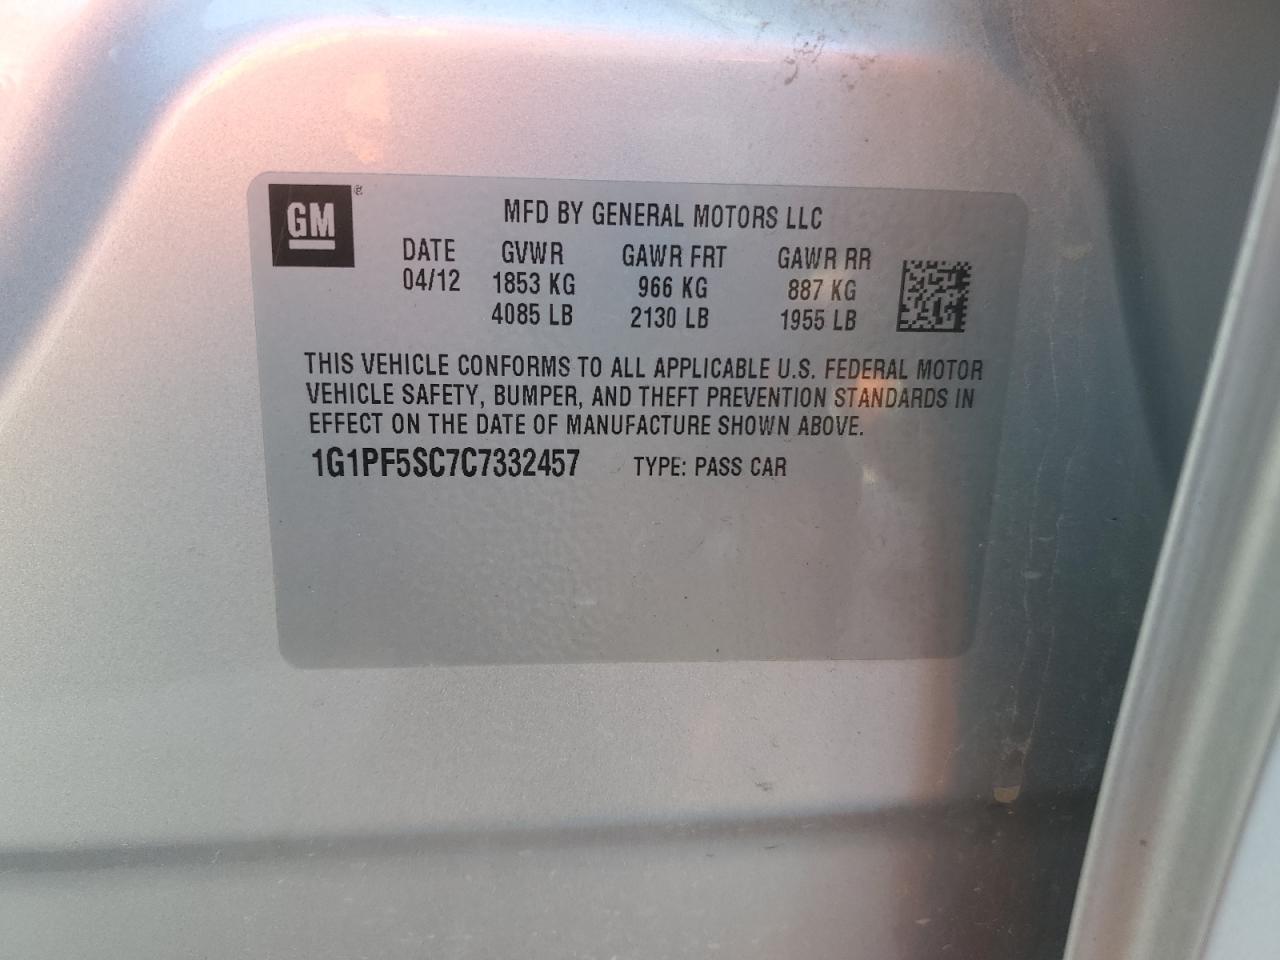 GM ®
MFD BY GENERAL MOTORS LLC
DATE GVWR GAWR FRT GAWR RR
04/12 1853 KG 966 KG 887 KG
4085 LB 2130 LB 1955 LB
THIS VEHICLE CONFORMS TO ALL APPLICABLE U.S. FEDERAL MOTOR
VEHICLE SAFETY, BUMPER, AND THEFT PREVENTION STANDARDS IN
EFFECT ON THE DATE OF MANUFACTURE SHOWN ABOVE.
1G1PF5SC7C7332457 TYPE: PASS CAR